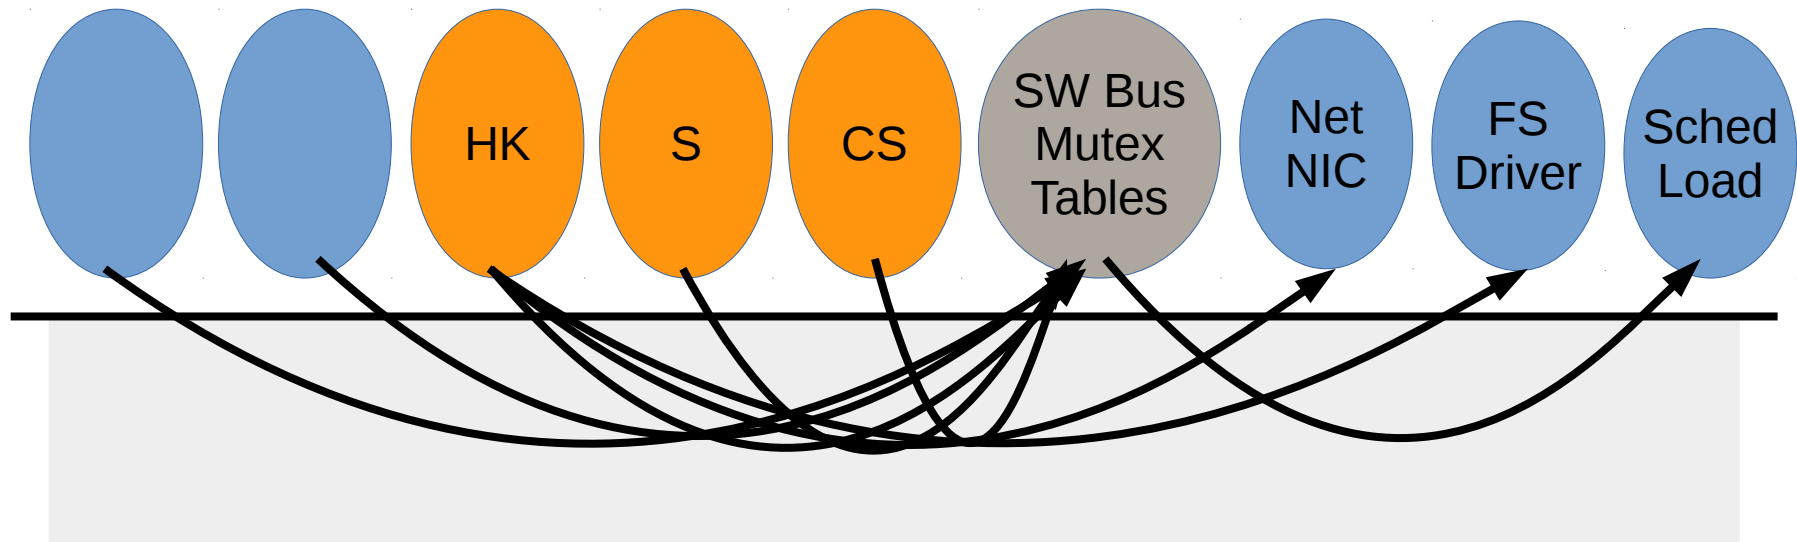 HK
S
CS
SW Bus
Mutex
Tables
Net
NIC
FS
Driver
Sched
Load